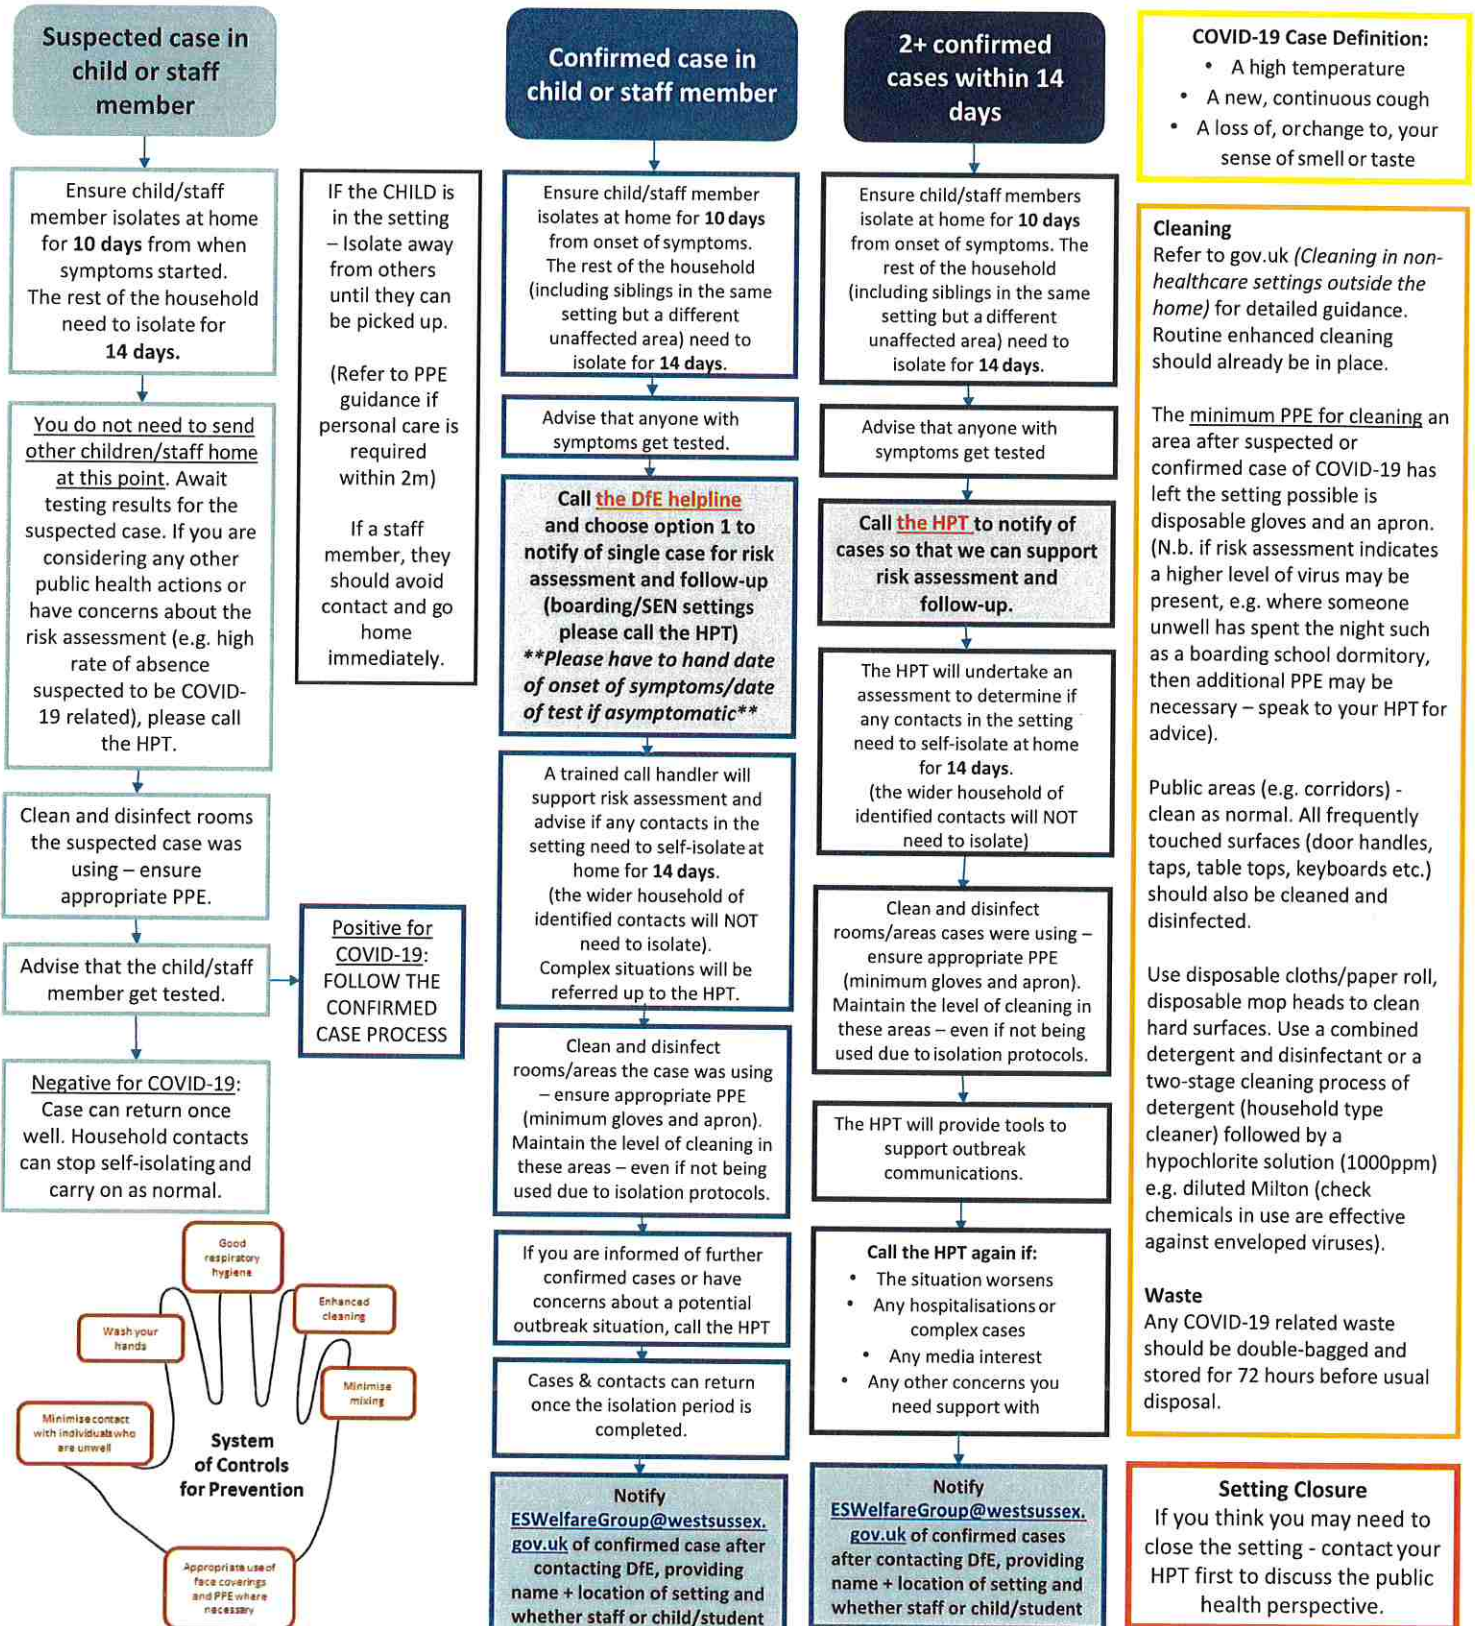 Suspected case in
child or staff
member
Ensure child/staff
member isolates at home
for 10 days from when
symptoms started.
The rest of the household
need to isolate for
14 days.
You do not need to send
other children/staff home
at this point. Await
testing results for the
suspected case. If you are
considering any other
public health actions or
have concerns about the
risk assessment (e.g. high
rate of absence
suspected to be COVID-
19 related), please call
the HPT.
Clean and disinfect rooms
the suspected case was
using – ensure
appropriate PPE.
Advise that the child/staff
member get tested.
Negative for COVID-19:
Case can return once
well. Household contacts
can stop self-isolating and
carry on as normal.
IF the CHILD is
in the setting
– Isolate away
from others
until they can
be picked up.
(Refer to PPE
guidance if
personal care is
required
within 2m)
If a staff
member, they
should avoid
contact and go
home
immediately.
Positive for
COVID-19:
FOLLOW THE
CONFIRMED
CASE PROCESS
Good
respiratory
hygiene
Enhanced
cleaning
Wash your
hands
Minimise
mixing
Minimise contact
with individuals who
are unwell
System
of Controls
for Prevention
Appropriate use of
face coverings
and PPE where
necessary
Confirmed case in
child or staff member
Ensure child/staff member
isolates at home for 10 days
from onset of symptoms.
The rest of the household
(including siblings in the same
setting but a different
unaffected area) need to
isolate for 14 days.
Advise that anyone with
symptoms get tested.
Call the DfE helpline
and choose option 1 to
notify of single case for risk
assessment and follow-up
(boarding/SEN settings
please call the HPT)
**Please have to hand date
of onset of symptoms/date
of test if asymptomatic**
A trained call handler will
support risk assessment and
advise if any contacts in the
setting need to self-isolate at
home for 14 days.
(the wider household of
identified contacts will NOT
need to isolate).
Complex situations will be
referred up to the HPT.
Clean and disinfect
rooms/areas the case was using
– ensure appropriate PPE
(minimum gloves and apron).
Maintain the level of cleaning in
these areas – even if not being
used due to isolation protocols.
If you are informed of further
confirmed cases or have
concerns about a potential
outbreak situation, call the HPT
Cases & contacts can return
once the isolation period is
completed.
Notify
ESWelfareGroup@westsussex.
gov.uk of confirmed case after
contacting DfE, providing
name + location of setting and
whether staff or child/student
2+ confirmed
cases within 14
days
Ensure child/staff members
isolate at home for 10 days
from onset of symptoms. The
rest of the household
(including siblings in the same
setting but a different
unaffected area) need to
isolate for 14 days.
Advise that anyone with
symptoms get tested
Call the HPT to notify of
cases so that we can support
risk assessment and
follow-up.
The HPT will undertake an
assessment to determine if
any contacts in the setting
need to self-isolate at home
for 14 days.
(the wider household of
identified contacts will NOT
need to isolate)
Clean and disinfect
rooms/areas cases were using –
ensure appropriate PPE
(minimum gloves and apron).
Maintain the level of cleaning in
these areas – even if not being
used due to isolation protocols.
The HPT will provide tools to
support outbreak
communications.
Call the HPT again if:
• The situation worsens
• Any hospitalisations or
complex cases
• Any media interest
• Any other concerns you
need support with
Notify
ESWelfareGroup@westsussex.
gov.uk of confirmed cases
after contacting DfE, providing
name + location of setting and
whether staff or child/student
COVID-19 Case Definition:
• A high temperature
• A new, continuous cough
• A loss of, orchange to, your
sense of smell or taste
Cleaning
Refer to gov.uk (Cleaning in non-
healthcare settings outside the
home) for detailed guidance.
Routine enhanced cleaning
should already be in place.
The minimum PPE for cleaning an
area after suspected or
confirmed case of COVID-19 has
left the setting possible is
disposable gloves and an apron.
(N.b. if risk assessment indicates
a higher level of virus may be
present, e.g. where someone
unwell has spent the night such
as a boarding school dormitory,
then additional PPE may be
necessary – speak to your HPT for
advice).
Public areas (e.g. corridors) -
clean as normal. All frequently
touched surfaces (door handles,
taps, table tops, keyboards etc.)
should also be cleaned and
disinfected.
Use disposable cloths/paper roll,
disposable mop heads to clean
hard surfaces. Use a combined
detergent and disinfectant or a
two-stage cleaning process of
detergent (household type
cleaner) followed by a
hypochlorite solution (1000ppm)
e.g. diluted Milton (check
chemicals in use are effective
against enveloped viruses).
Waste
Any COVID-19 related waste
should be double-bagged and
stored for 72 hours before usual
disposal.
Setting Closure
If you think you may need to
close the setting - contact your
HPT first to discuss the public
health perspective.